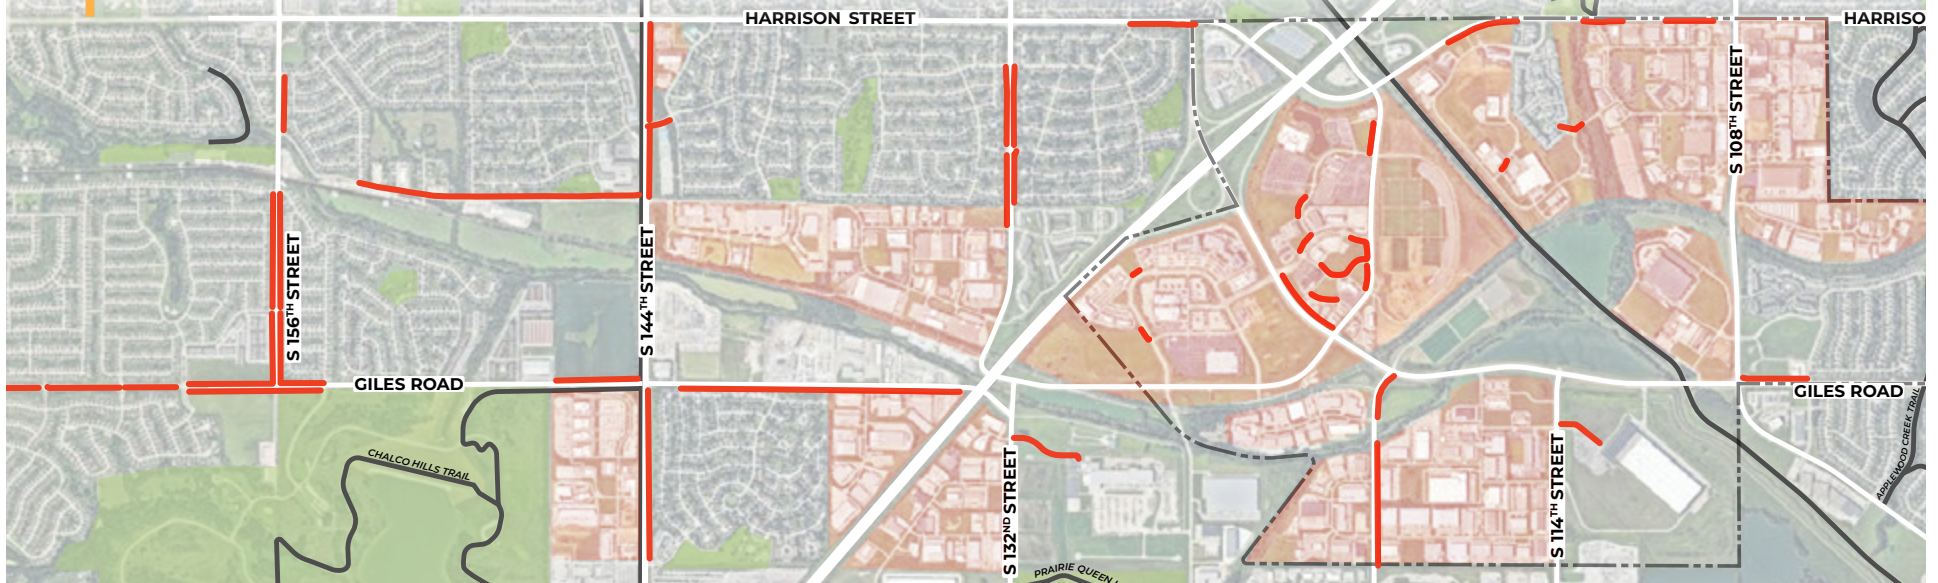 HARRISON STREET
HARRISO
S 108TH STREET
S 156TH STREET
S 144TH STREET
GILES ROAD
GILES ROAD
CHALCO HILLS TRAIL
APPLEWOOD CREEK TRAIL
S 132ND STREET
S 114TH STREET
PRAIRIE QUEEN